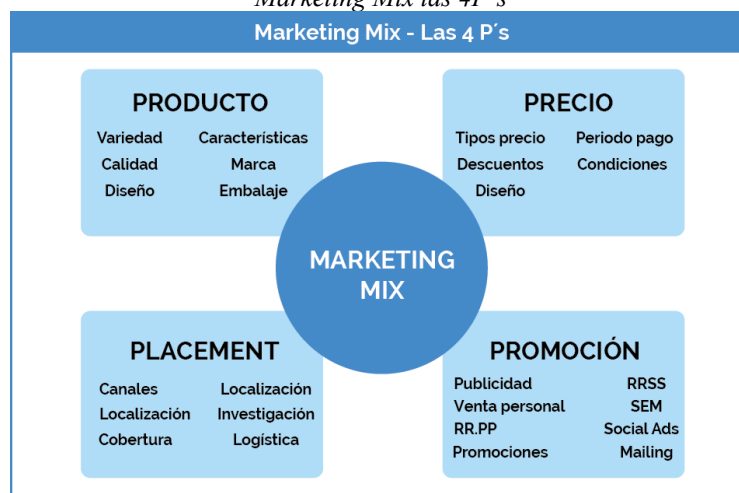 Marketing Mix las 4P´s
Marketing Mix - Las 4 P´s
PRODUCTO
Variedad Características
Calidad Marca
Diseño Embalaje
PRECIO
Tipos precio Periodo pago
Descuentos Condiciones
Diseño
MARKETING
MIX
PLACEMENT
Canales Localización
Localización Investigación
Cobertura Logística
PROMOCIÓN
Publicidad RRSS
Venta personal SEM
RR.PP Social Ads
Promociones Mailing